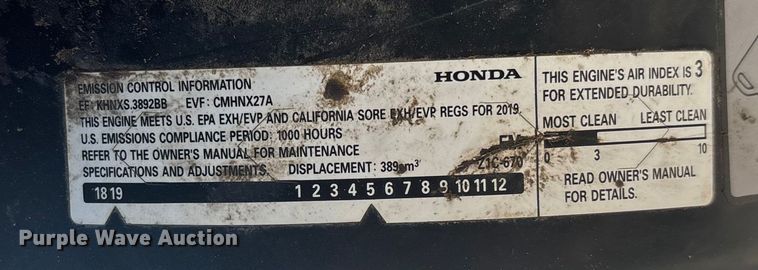 EMISSION CONTROL INFORMATION
HONDA
EF: KHNXS.3892BB EVF: CMHNX27A
THIS ENGINE MEETS U.S. EPA EXH/EVP AND CALIFORNIA SORE EXH/EVP REGS FOR 2019.
U.S. EMISSIONS COMPLIANCE PERIOD: 1000 HOURS
REFER TO THE OWNER'S MANUAL FOR MAINTENANCE
SPECIFICATIONS AND ADJUSTMENTS. DISPLACEMENT: 389cm³
Z1C-670
18 19 1 2 3 4 5 6 7 8 9 10 11 12
THIS ENGINE'S AIR INDEX IS 3
FOR EXTENDED DURABILITY.
MOST CLEAN LEAST CLEAN
0 3 10
READ OWNER'S MANUAL
FOR DETAILS.
Purple Wave Auction